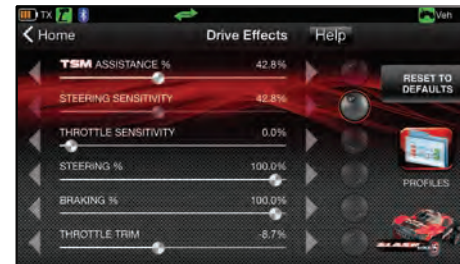 TX Veh
Home Drive Effects Help
TSM ASSISTANCE % 42.8%
STEERING SENSITIVITY 42.8%
THROTTLE SENSITIVITY 0.0%
STEERING % 100.0%
BRAKING % 100.0%
THROTTLE TRIM -8.7%
RESET TO
DEFAULTS
PROFILES
SLASH